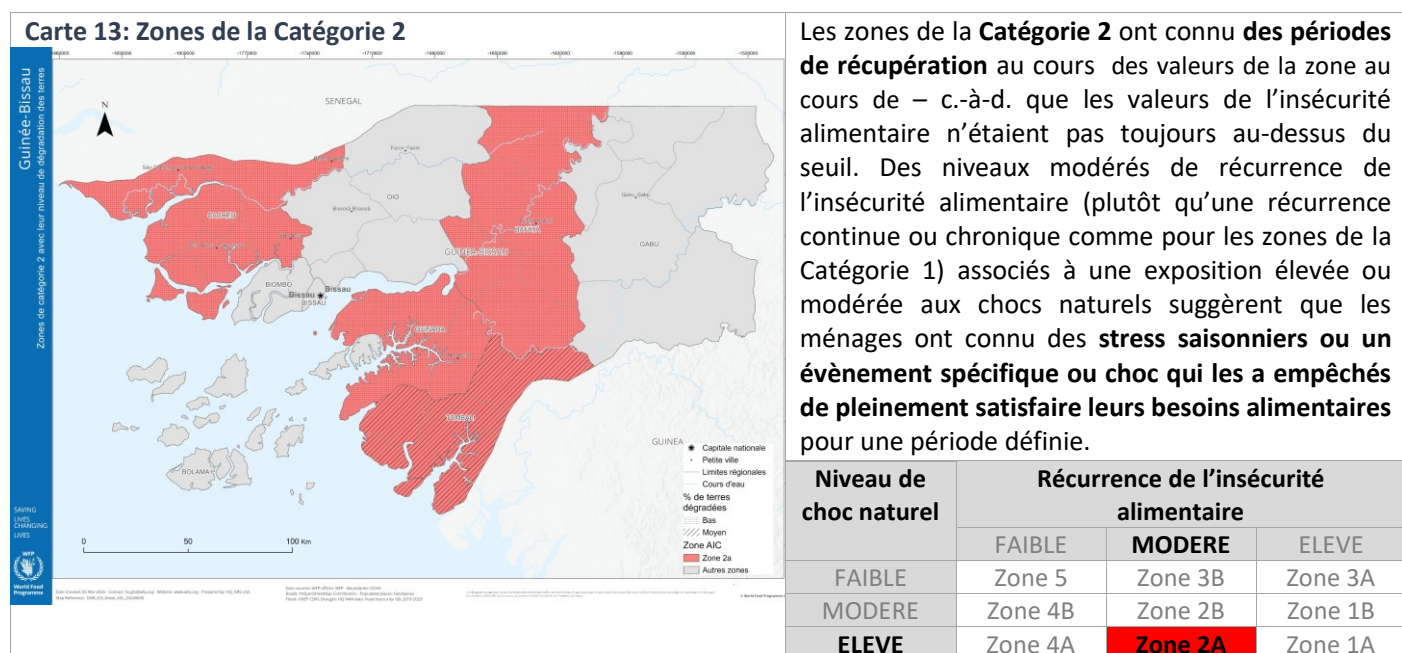 Carte 13: Zones de la Catégorie 2
Guinée-Bissau
Zones de catégorie 2 avec leur niveau de dégradation des terres
N
SENEGAL
OIO
CACHEU
BAFATA
GABU
GUINEA-BISSAU
BIOMBO
Bissau
Bissau
BISSAU
QUINARA
TOMBALI
BOLAMA
GUINEA
Capitale nationale
Petite ville
Limites régionales
Cours d'eau
% de terres
dégradées
Bas
Moyen
Zone AIC
Zone 2a
Autres zones
0 50 100 Km
SAVING
LIVES
CHANGING
LIVES
WFP
World Food
Programme
Les zones de la Catégorie 2 ont connu des périodes
de récupération au cours des valeurs de la zone au
cours de – c.-à-d. que les valeurs de l’insécurité
alimentaire n’étaient pas toujours au-dessus du
seuil. Des niveaux modérés de récurrence de
l’insécurité alimentaire (plutôt qu’une récurrence
continue ou chronique comme pour les zones de la
Catégorie 1) associés à une exposition élevée ou
modérée aux chocs naturels suggèrent que les
ménages ont connu des stress saisonniers ou un
évènement spécifique ou choc qui les a empêchés
de pleinement satisfaire leurs besoins alimentaires
pour une période définie.
Niveau de
choc naturel
Récurrence de l’insécurité
alimentaire
FAIBLE MODERE ELEVE
FAIBLE Zone 5 Zone 3B Zone 3A
MODERE Zone 4B Zone 2B Zone 1B
ELEVE Zone 4A Zone 2A Zone 1A